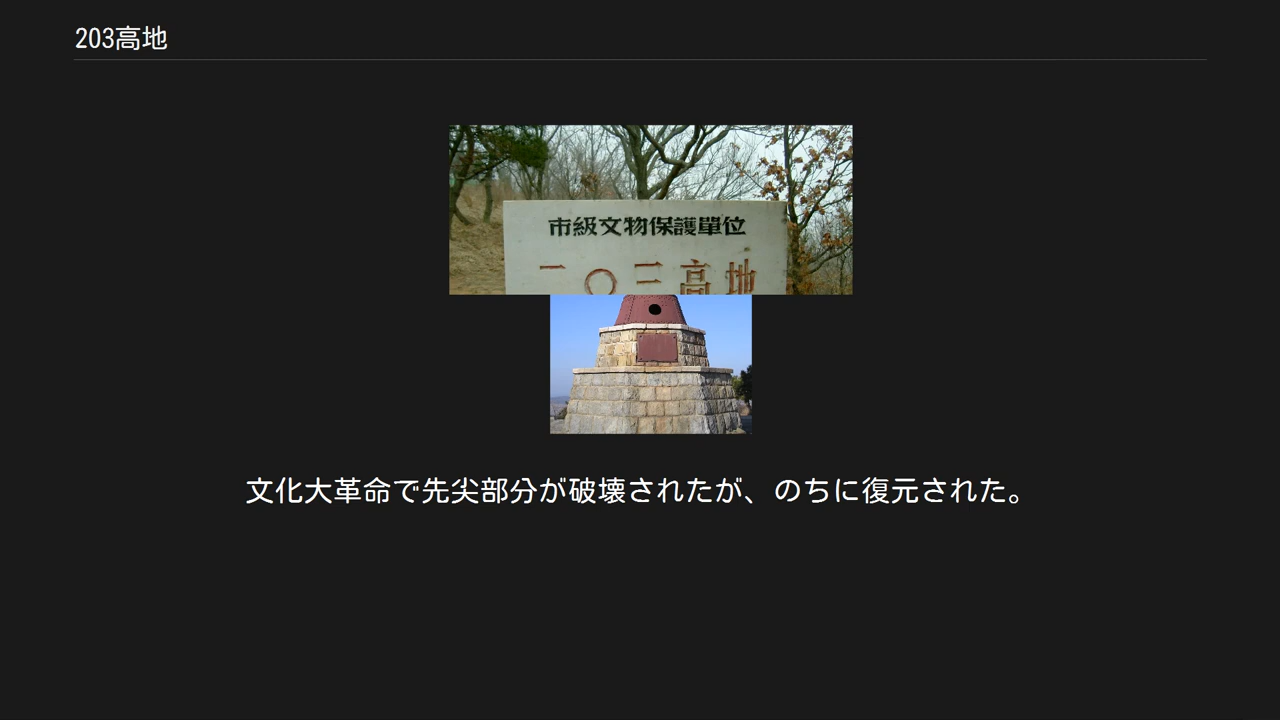 203高地
市級文物保護單位
二〇三高地
文化大革命で先尖部分が破壊されたが、のちに復元された。